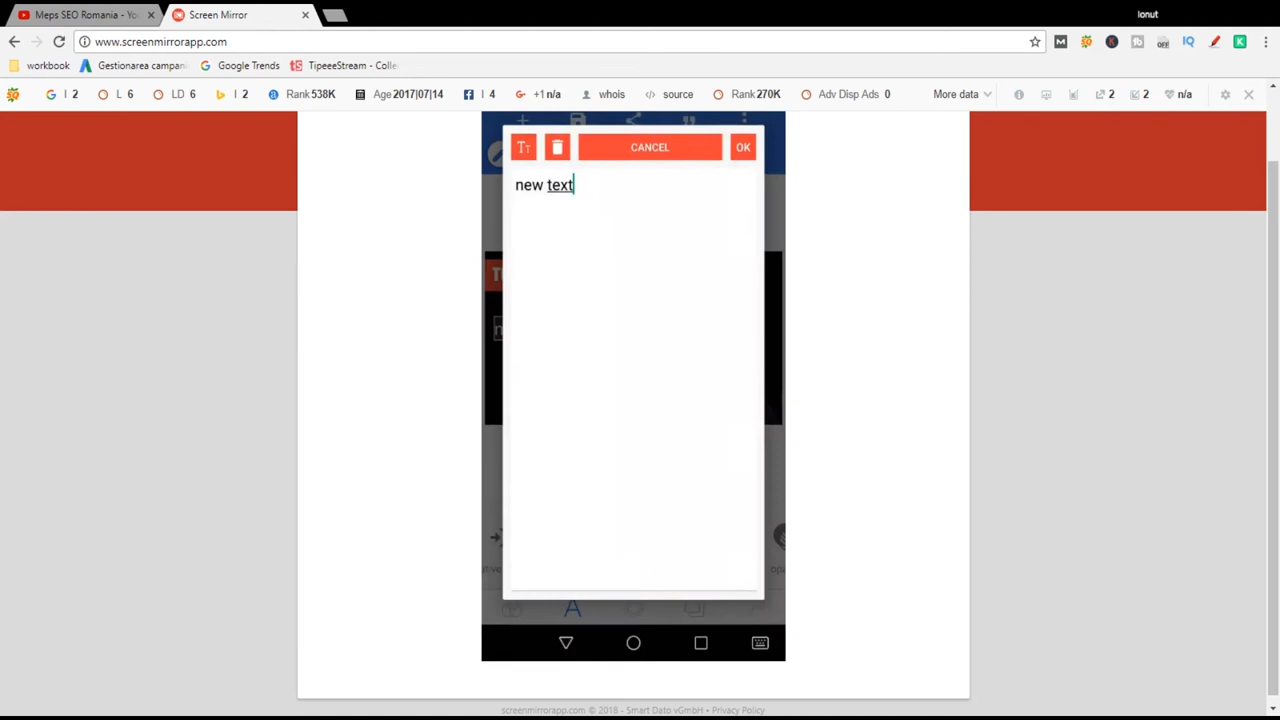 Meps SEO Romania - Yo
Screen Mirror
Ionut
www.screenmirrorapp.com
workbook
Gestionarea campan
Google Trends
TipeeeStream - Colle
I 2
L 6
LD 6
I 2
Rank 538K
Age 2017|07|14
I 4
+1 n/a
whois
source
Rank 270K
Adv Disp Ads 0
More data
2
2
n/a
TT
CANCEL
OK
new text
screenmirrorapp.com © 2018 - Smart Dato vGmbH • Privacy Policy